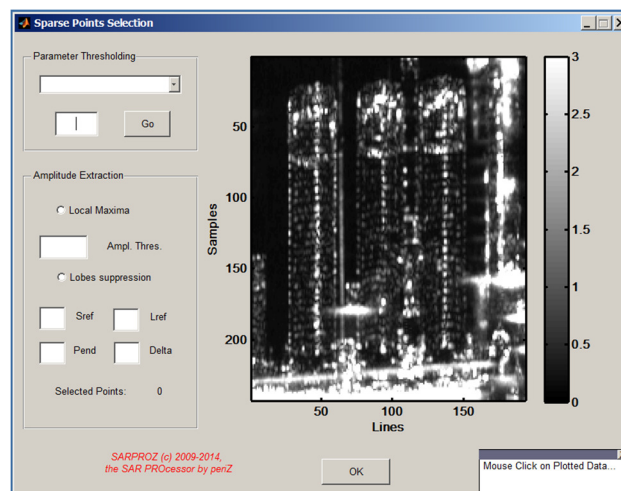 Sparse Points Selection
Parameter Thresholding
Go
Amplitude Extraction
Local Maxima
Ampl. Thres.
Lobes suppression
Sref
Lref
Pend
Delta
Selected Points: 0
Samples
50
100
150
200
50
100
150
Lines
3
2.5
2
1.5
1
0.5
0
SARPROZ (c) 2009-2014,
the SAR PROcessor by periZ
OK
Mouse Click on Plotted Data...